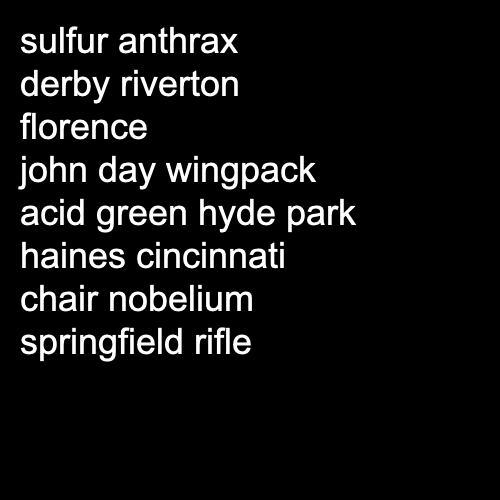 sulfur anthrax
derby riverton
florence
john day wingpack
acid green hyde park
haines cincinnati
chair nobelium
springfield rifle